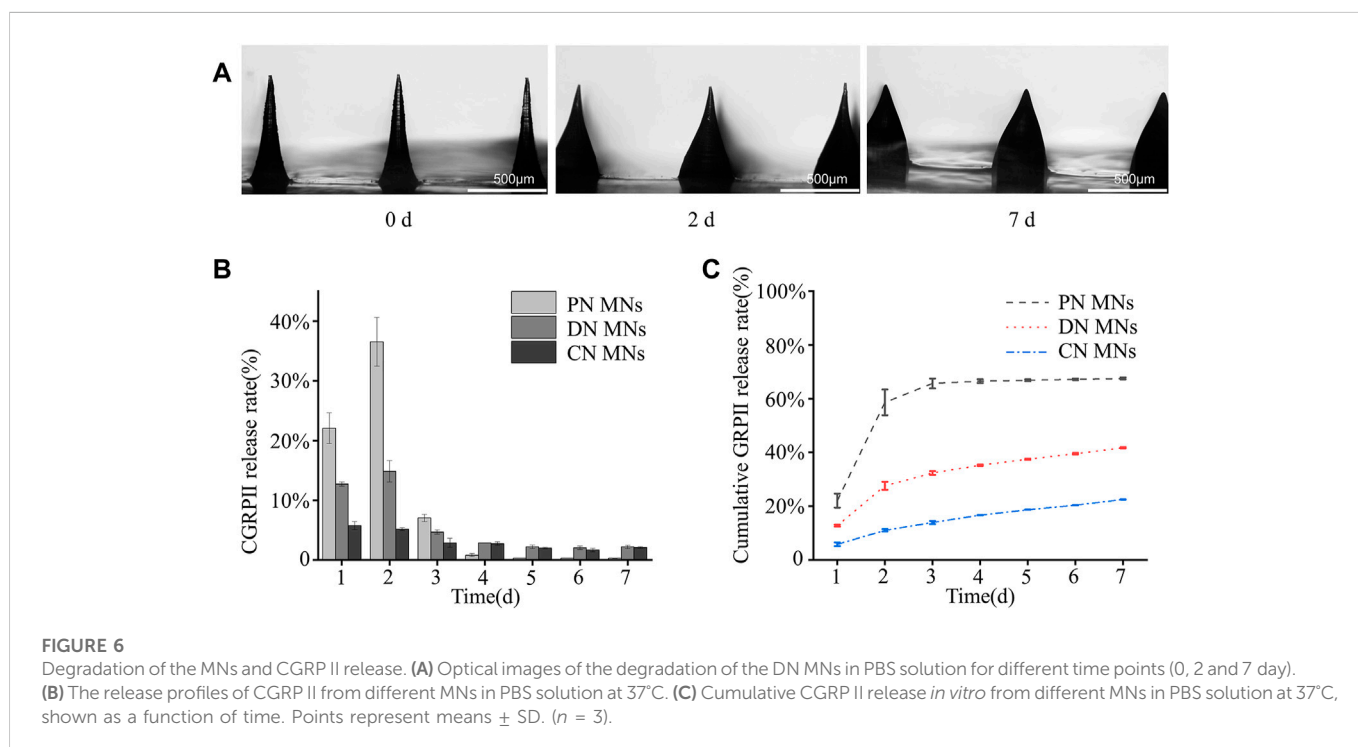 A
500μm
500μm
500μm
0 d
2 d
7 d
B
CGRPII release rate(%)
40%
30%
20%
10%
0
PN MNs
DN MNs
CN MNs
1 2 3 4 5 6 7
Time(d)
C
Cumulative GRPII release rate(%)
100%
80%
60%
40%
20%
0
PN MNs
DN MNs
CN MNs
1 2 3 4 5 6 7
Time(d)
FIGURE 6
Degradation of the MNs and CGRP II release. (A) Optical images of the degradation of the DN MNs in PBS solution for different time points (0, 2 and 7 day).
(B) The release profiles of CGRP II from different MNs in PBS solution at 37°C. (C) Cumulative CGRP II release in vitro from different MNs in PBS solution at 37°C,
shown as a function of time. Points represent means ± SD. (n = 3).